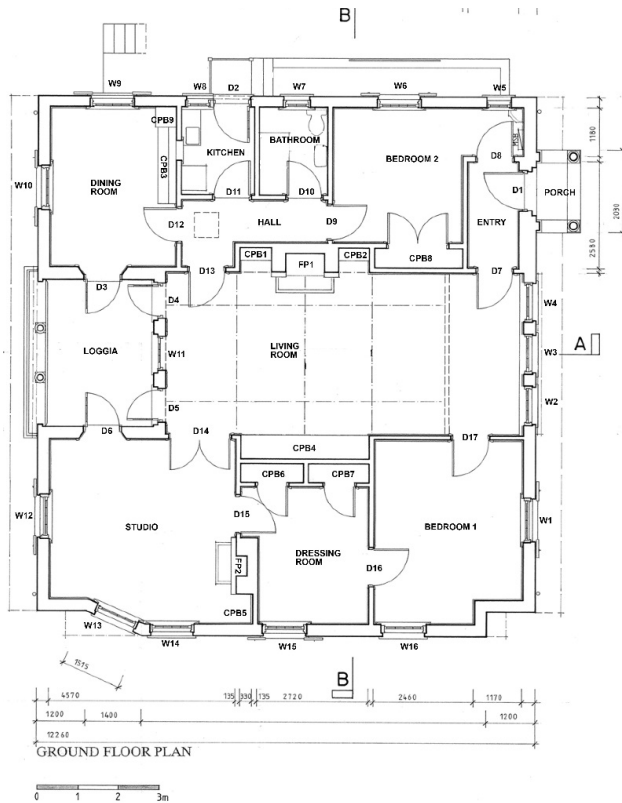 B
W9
W8
D2
W7
W6
W5
CPB9
KITCHEN
BATHROOM
BEDROOM 2
MSB
D8
1180
W10
DINING
ROOM
CPB3
D11
D10
D1
PORCH
2090
D12
HALL
D9
ENTRY
2580
D13
CPB1
FP1
CPB2
CPB8
D7
D3
D4
W4
LOGGIA
W11
LIVING
ROOM
W3
A
D5
W2
D6
D14
D17
CPB4
CPB6
CPB7
W12
STUDIO
D15
BEDROOM 1
W1
DRESSING
ROOM
FP2
D16
CPB5
W13
W14
W15
W16
1515
B
4570
135
330
135
2720
2460
1170
1200
1400
1200
12260
GROUND FLOOR PLAN
0 1 2 3m